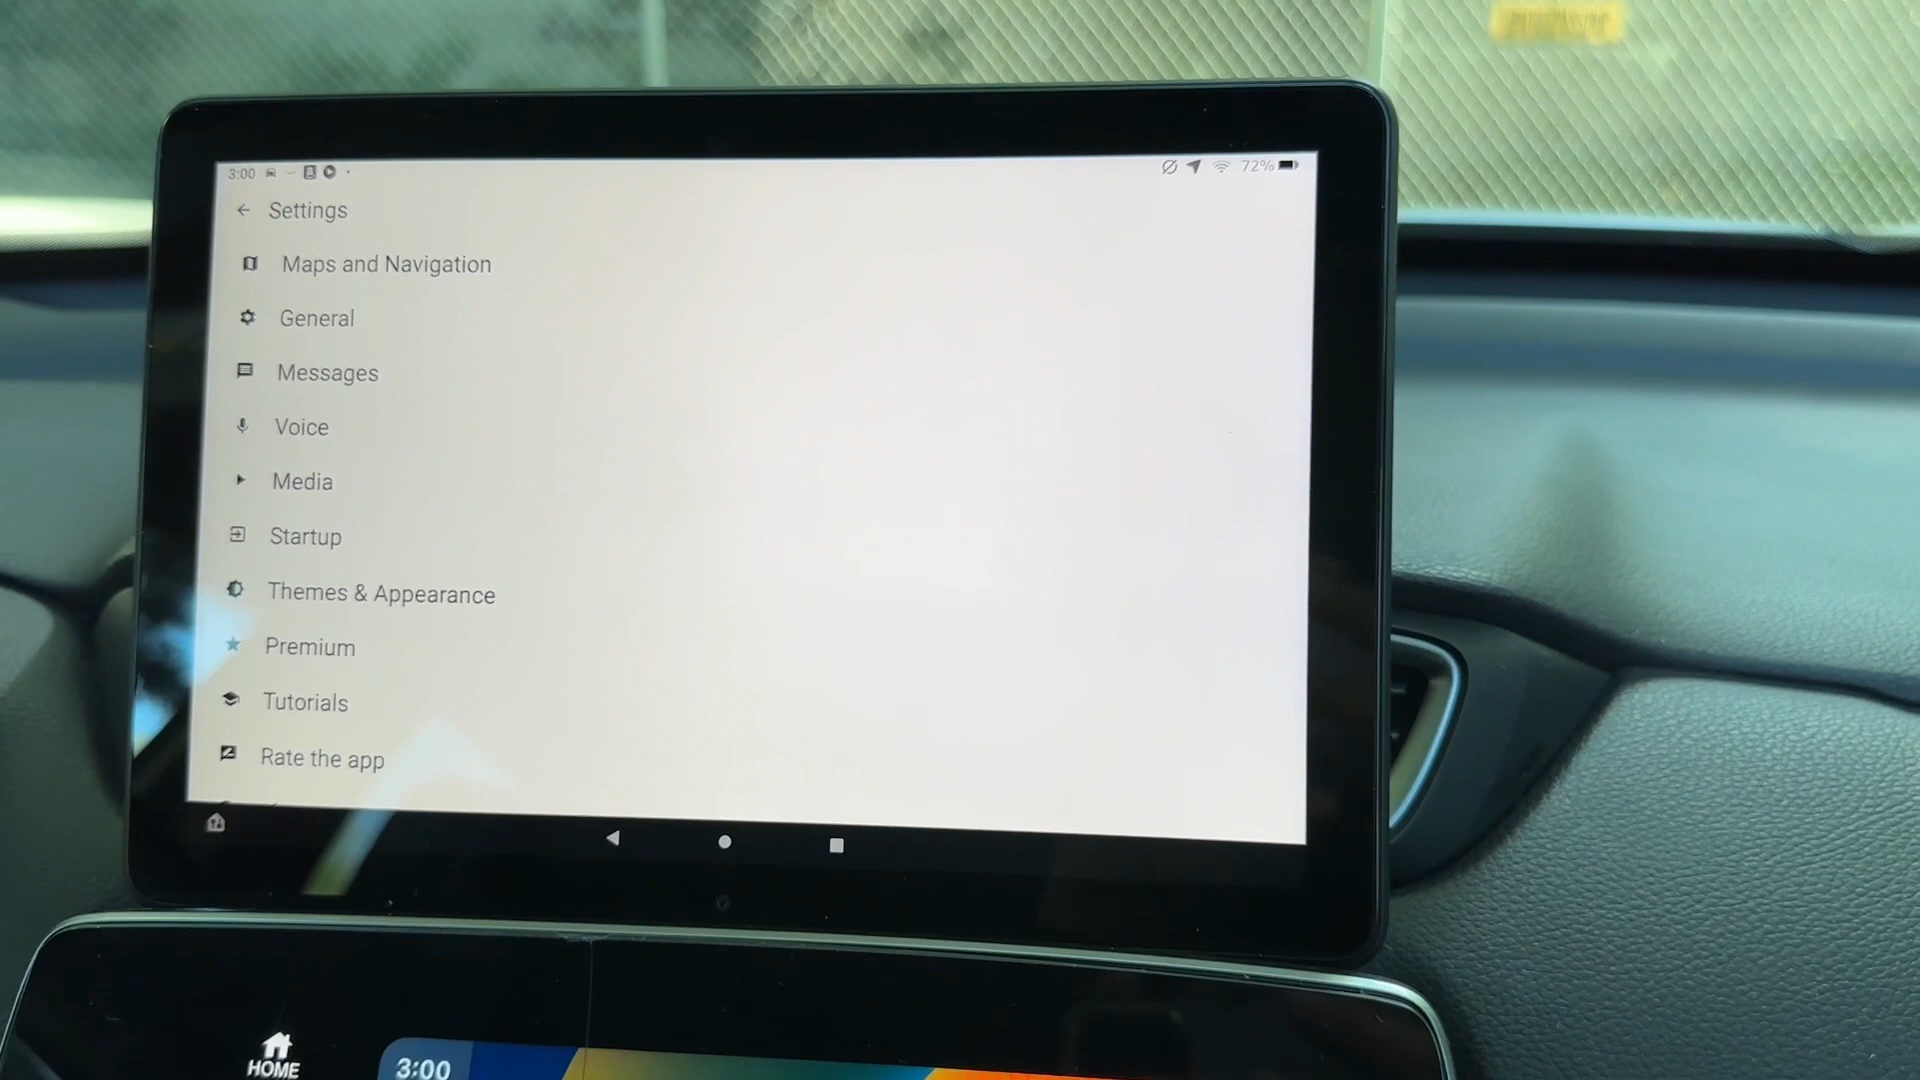 3:00 72%
Settings
Maps and Navigation
General
Messages
Voice
Media
Startup
Themes & Appearance
Premium
Tutorials
Rate the app
HOME
3:00